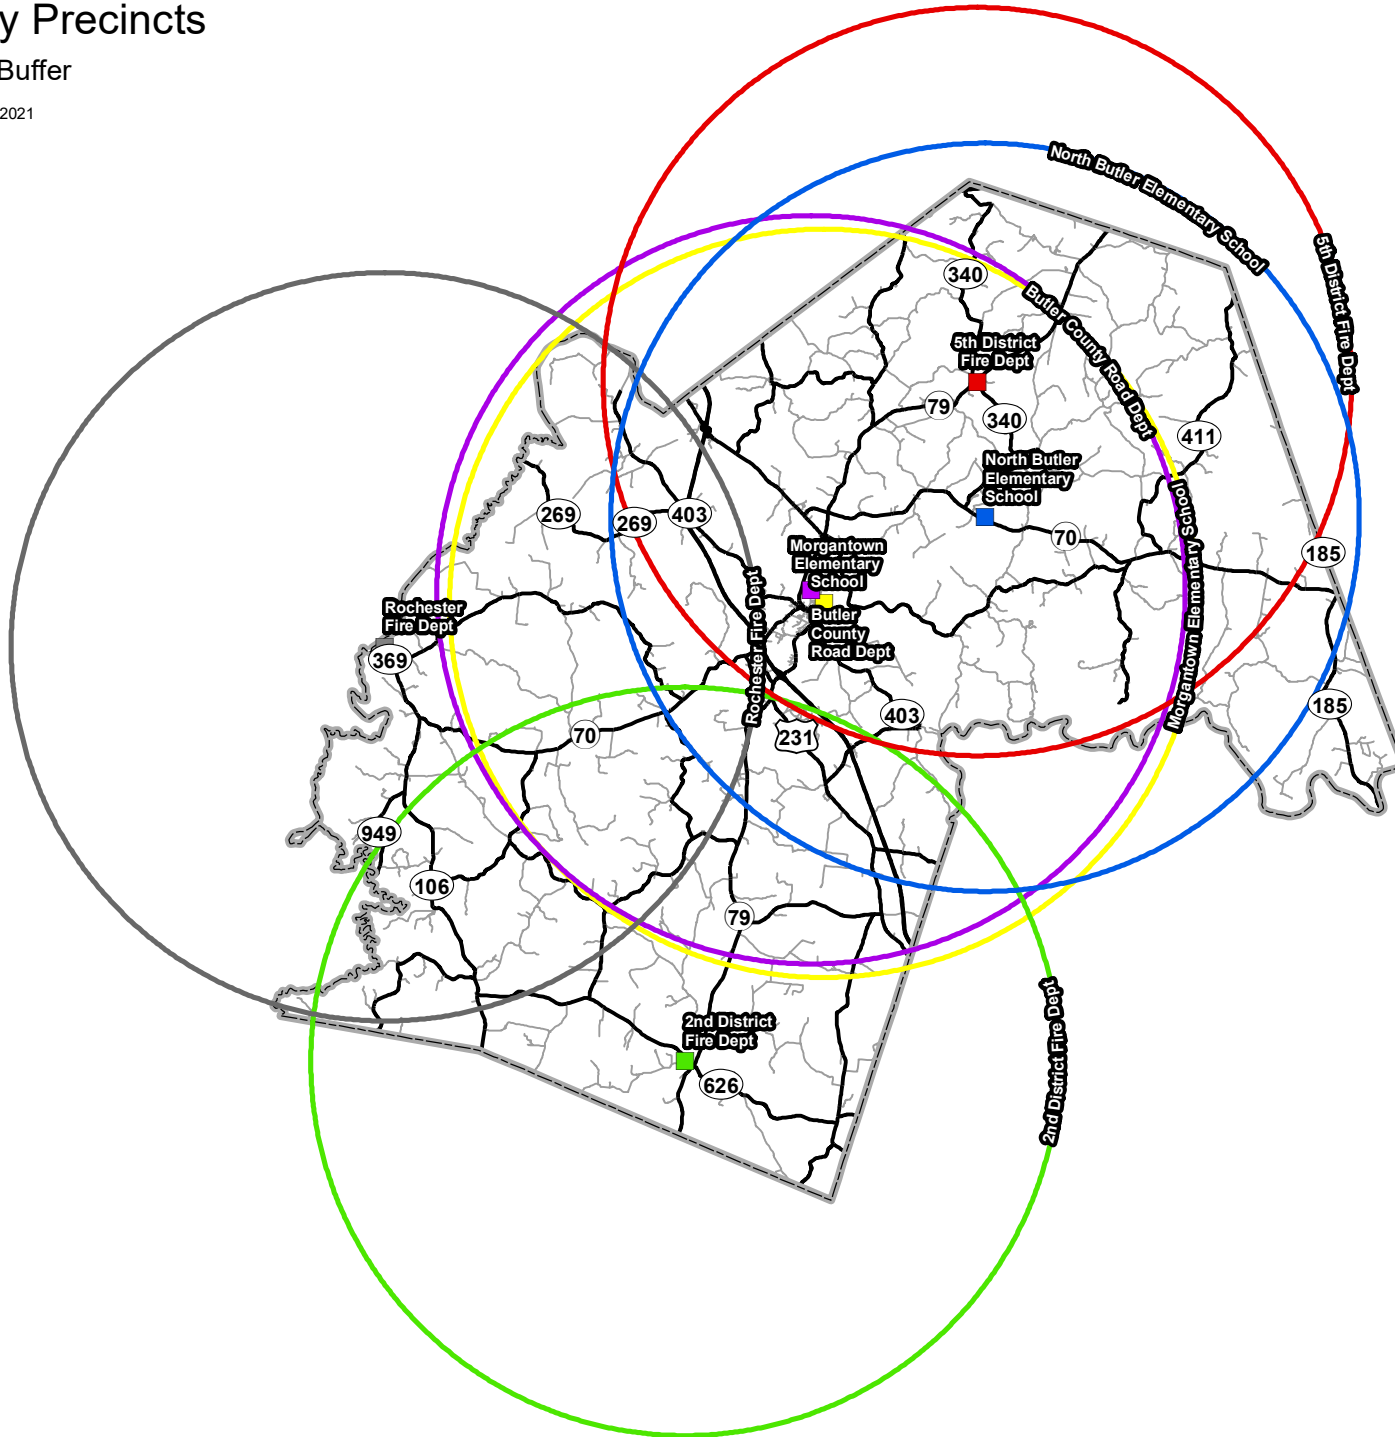 y Precincts
Buffer
2021
North Butler Elementary School
5th District Fire Dept
340
Butler County Road Dept
5th District
Fire Dept
79
340
411
North Butler
Elementary
School
269
269
403
70
185
Morgantown
Elementary
School
Morgantown Elementary School
Rochester Fire Dept
Rochester
Fire Dept
Butler
County
Road Dept
369
185
403
70
231
949
106
79
2nd District Fire Dept
2nd District
Fire Dept
626